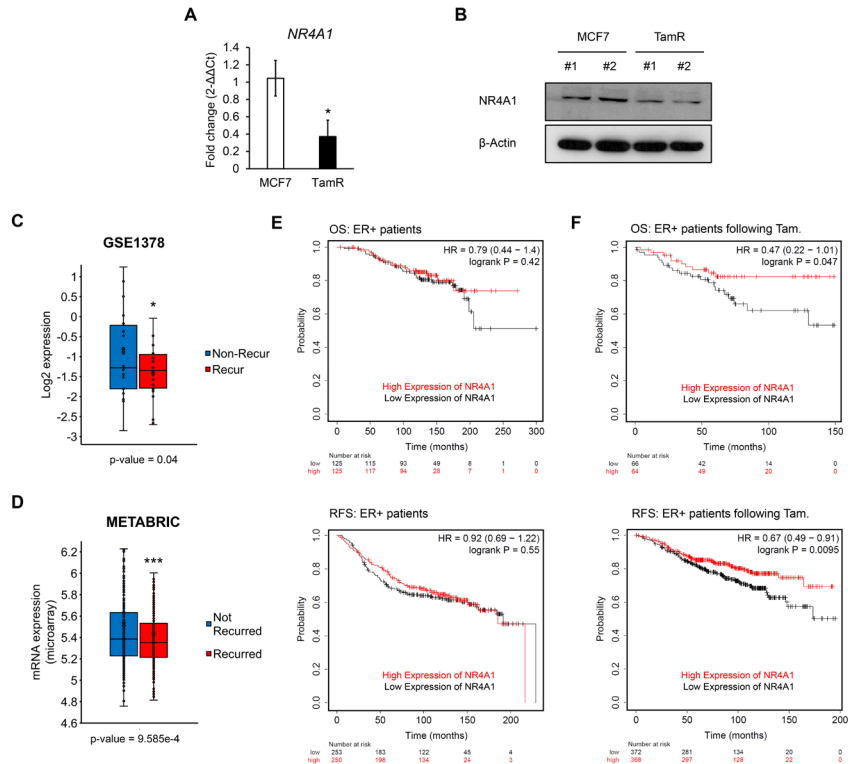 A
NR4A1
Fold change (2-ΔΔCt)
1.4
1.2
1
0.8
0.6
0.4
0.2
0
*
MCF7 TamR
B
MCF7 TamR
#1 #2 #1 #2
NR4A1
β-Actin
C
GSE1378
Log2 expression
1
0.5
0
-0.5
-1
-1.5
-2
-2.5
-3
*
Non-Recur
Recur
p-value = 0.04
D
METABRIC
mRNA expression
(microarray)
6.2
6
5.8
5.6
5.4
5.2
5
4.8
4.6
***
Not
Recurred
Recurred
p-value = 9.585e-4
E
OS: ER+ patients
HR = 0.79 (0.44 − 1.4)
logrank P = 0.42
Probability
1.0
0.8
0.6
0.4
0.2
0.0
High Expression of NR4A1
Low Expression of NR4A1
0 50 100 150 200 250 300
Time (months)
Number at risk
low 125 115 93 49 8 1 0
high 125 117 94 28 7 1 0
RFS: ER+ patients
HR = 0.92 (0.69 − 1.22)
logrank P = 0.55
Probability
1.0
0.8
0.6
0.4
0.2
0.0
High Expression of NR4A1
Low Expression of NR4A1
0 50 100 150 200
Time (months)
Number at risk
low 253 183 122 45 4
high 250 198 134 24 3
F
OS: ER+ patients following Tam.
HR = 0.47 (0.22 − 1.01)
logrank P = 0.047
Probability
1.0
0.8
0.6
0.4
0.2
0.0
High Expression of NR4A1
Low Expression of NR4A1
0 50 100 150
Time (months)
Number at risk
low 66 42 14 0
high 64 49 20 0
RFS: ER+ patients following Tam.
HR = 0.67 (0.49 − 0.91)
logrank P = 0.0095
Probability
1.0
0.8
0.6
0.4
0.2
0.0
High Expression of NR4A1
Low Expression of NR4A1
0 50 100 150 200
Time (months)
Number at risk
low 372 281 134 20 0
high 368 297 128 22 0